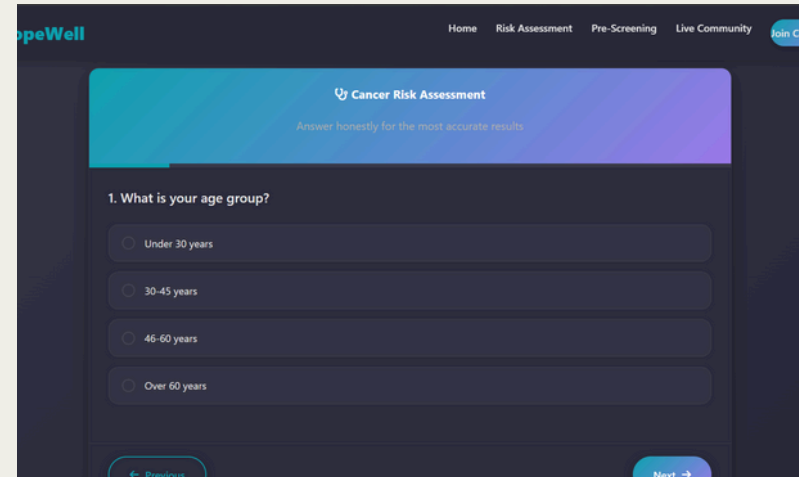 opeWell
Home Risk Assessment Pre-Screening Live Community Join C
Cancer Risk Assessment
Answer honestly for the most accurate results
1. What is your age group?
Under 30 years
30-45 years
46-60 years
Over 60 years
← Previous Next →